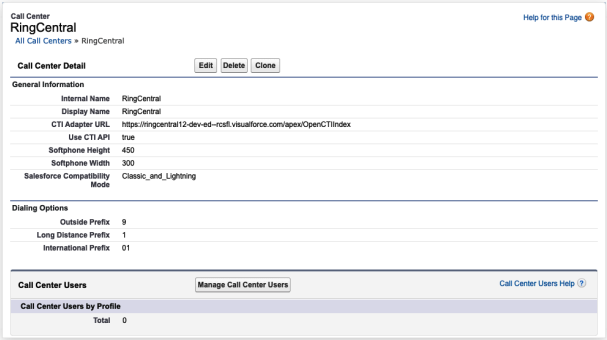 Call Center
RingCentral
Help for this Page ?
All Call Centers » RingCentral
Call Center Detail Edit Delete Clone
General Information
Internal Name RingCentral
Display Name RingCentral
CTI Adapter URL https://ringcentral12-dev-ed--rcsfl.visualforce.com/apex/OpenCTIIndex
Use CTI API true
Softphone Height 450
Softphone Width 300
Salesforce Compatibility Classic_and_Lightning
Mode
Dialing Options
Outside Prefix 9
Long Distance Prefix 1
International Prefix 01
Call Center Users Manage Call Center Users Call Center Users Help ?
Call Center Users by Profile
Total 0